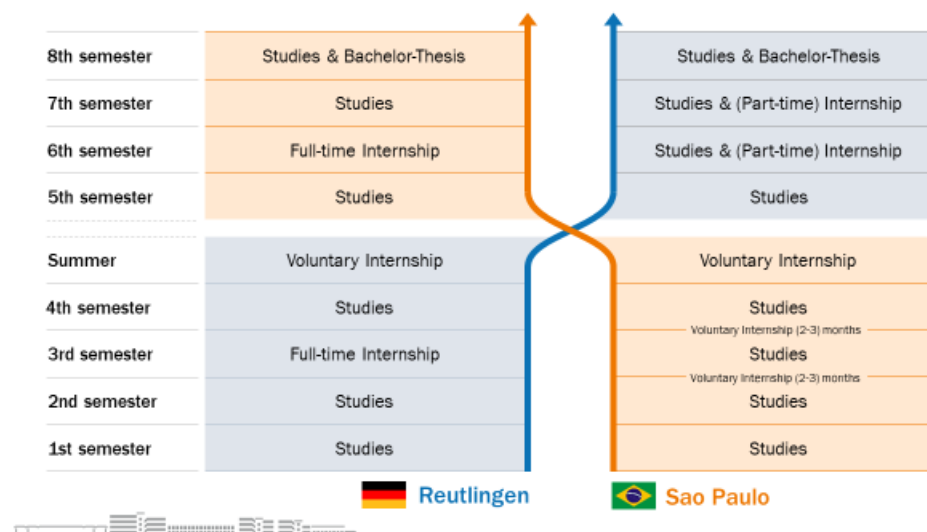 8th semester Studies & Bachelor-Thesis Studies & Bachelor-Thesis
7th semester Studies Studies & (Part-time) Internship
6th semester Full-time Internship Studies & (Part-time) Internship
5th semester Studies Studies
Summer Voluntary Internship Voluntary Internship
4th semester Studies Studies
Voluntary Internship (2-3) months
3rd semester Full-time Internship Studies
Voluntary Internship (2-3) months
2nd semester Studies Studies
1st semester Studies Studies
Reutlingen Sao Paulo